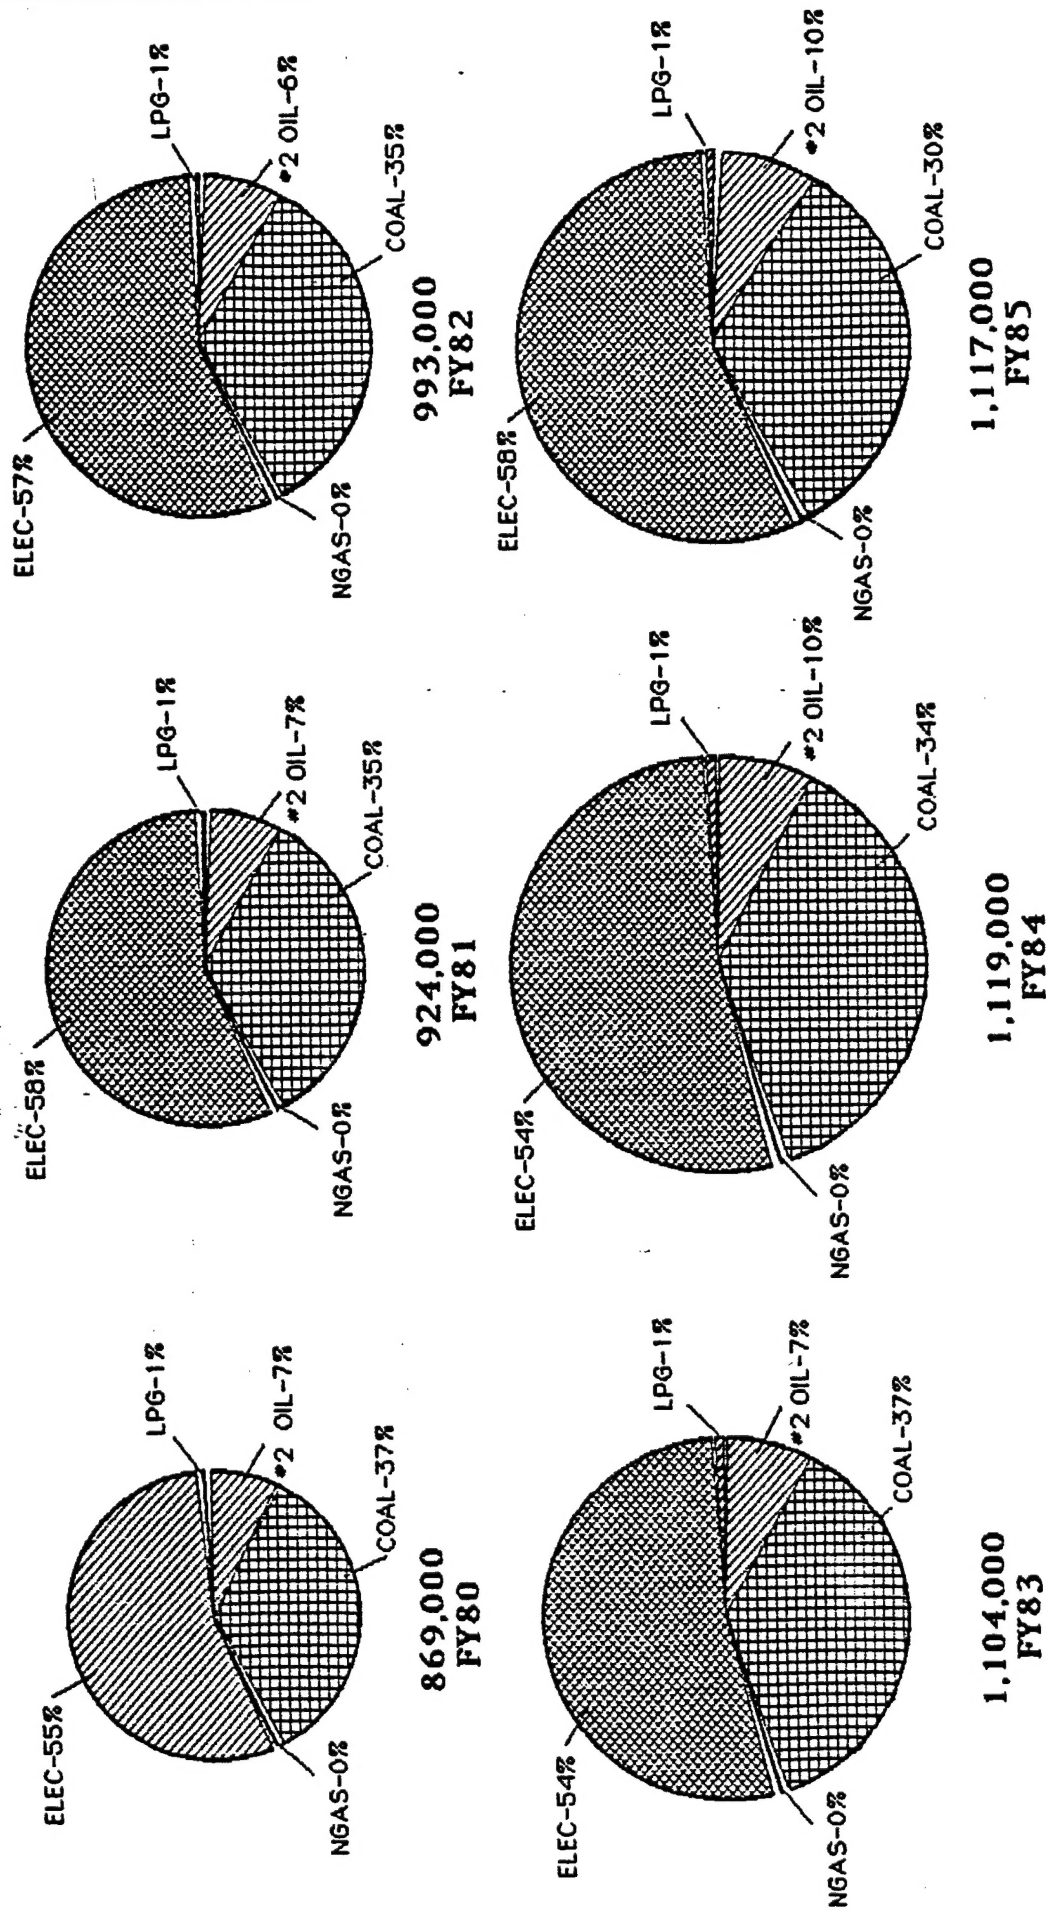 ELEC-55%
LPG-1%
#2 OIL-7%
COAL-37%
NGAS-0%
869,000
FY80
ELEC-58%
LPG-1%
#2 OIL-7%
COAL-35%
NGAS-0%
924,000
FY81
ELEC-57%
LPG-1%
#2 OIL-6%
COAL-35%
NGAS-0%
993,000
FY82
ELEC-54%
LPG-1%
#2 OIL-7%
COAL-37%
NGAS-0%
1,104,000
FY83
ELEC-54%
LPG-1%
#2 OIL-10%
COAL-34%
NGAS-0%
1,119,000
FY84
ELEC-58%
LPG-1%
#2 OIL-10%
COAL-30%
NGAS-0%
1,117,000
FY85